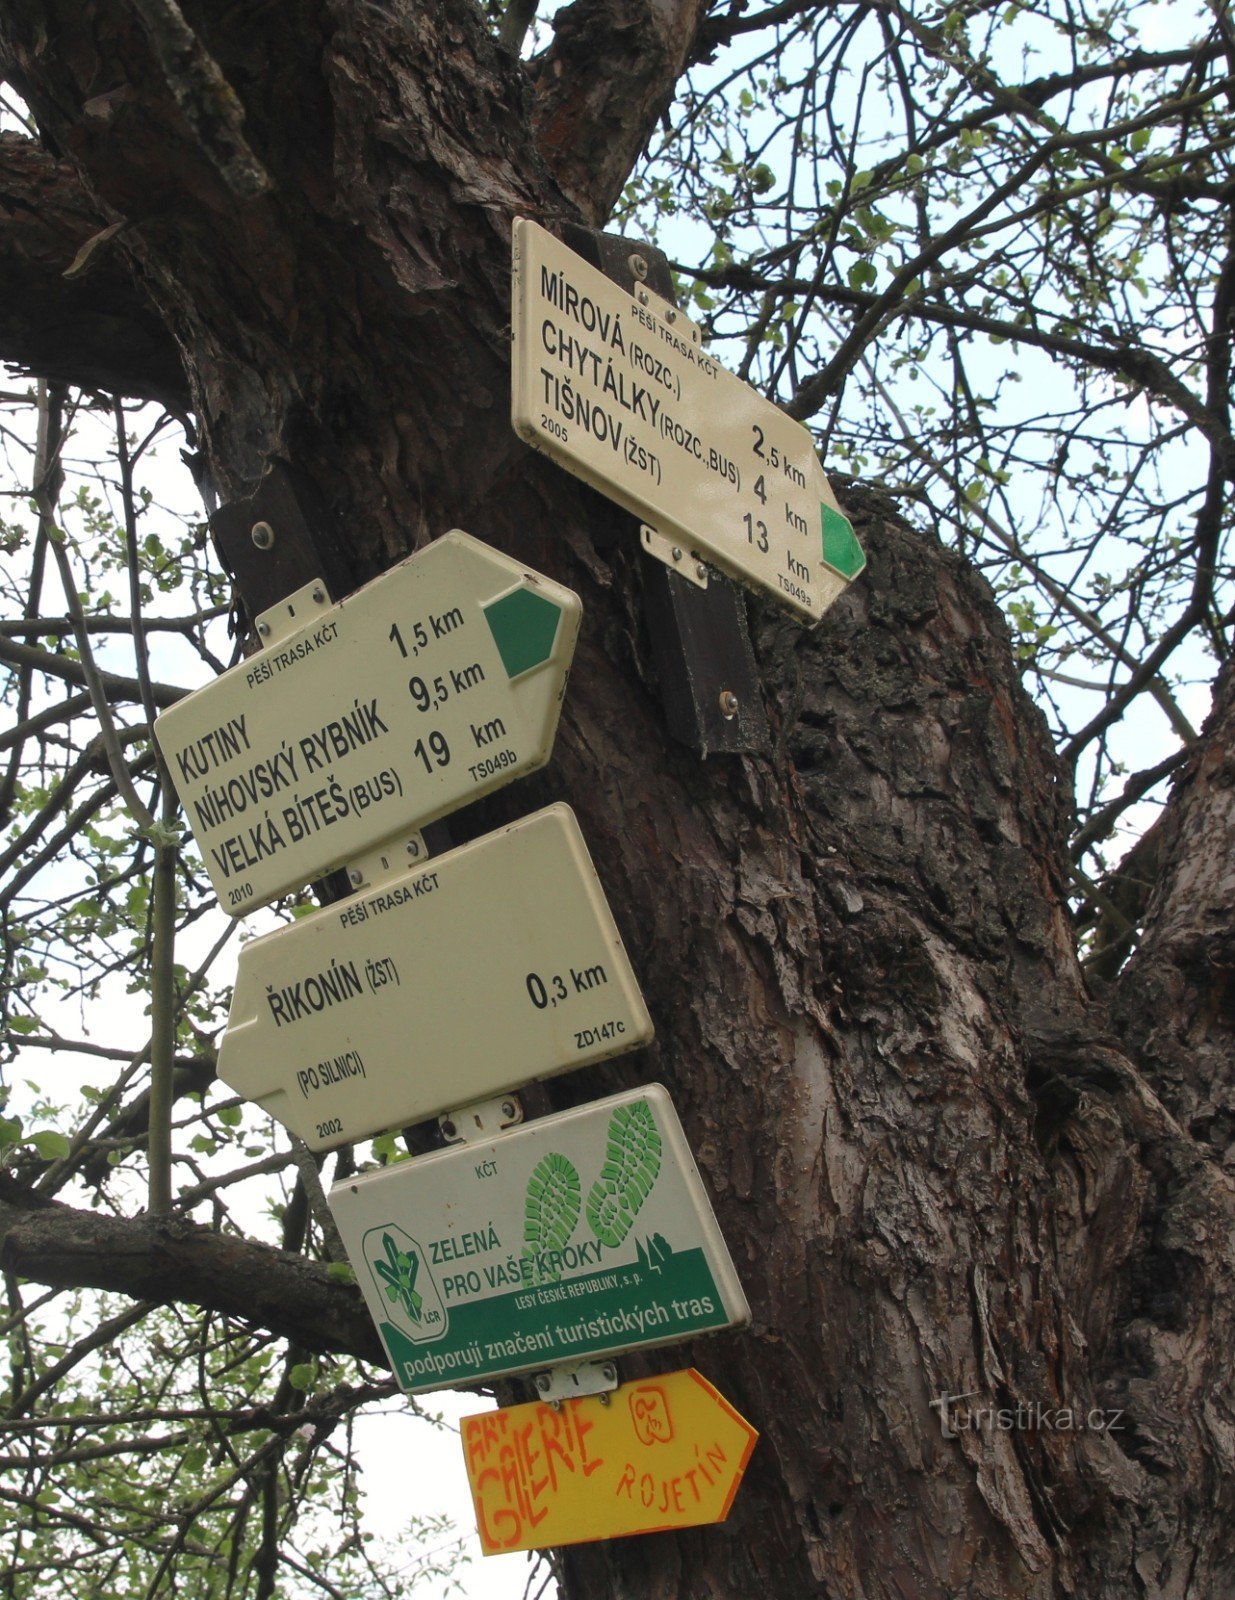 PĚŠÍ TRASA KČT
MÍROVÁ (ROZC.) 2,5 km
CHYTÁLKY (ROZC.,BUS) 4 km
TIŠNOV (ŽST) 13 km
2005 TS049a
PĚŠÍ TRASA KČT
KUTINY 1,5 km
NÍHOVSKÝ RYBNÍK 9,5 km
VELKÁ BÍTEŠ (BUS) 19 km
2010 TS049b
PĚŠÍ TRASA KČT
ŘIKONÍN (ŽST) 0,3 km
(PO SILNICI) ZD147c
2002
KČT
ZELENÁ
PRO VAŠE KROKY
LESY ČESKÉ REPUBLIKY, s. p.
LČR
podporují značení turistických tras
ART
GALERIE
ROJETÍN
Turistika.cz